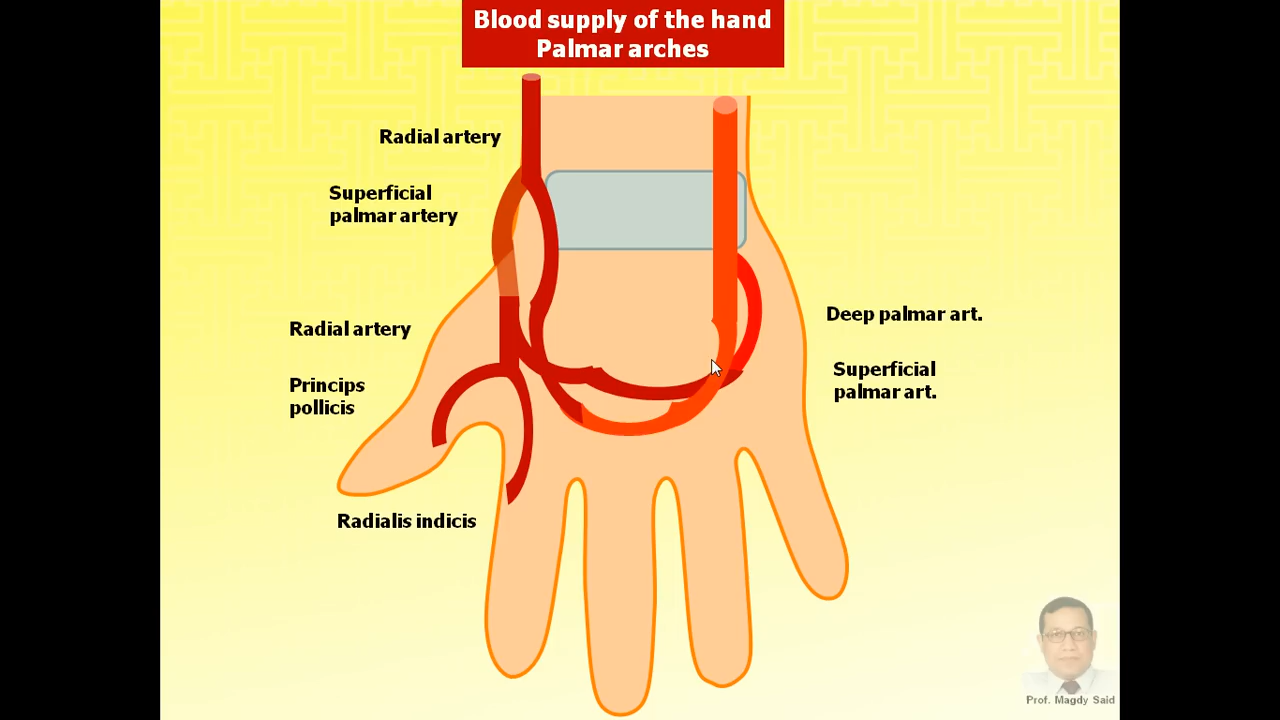 Blood supply of the hand
Palmar arches
Radial artery
Superficial
palmar artery
Radial artery
Princips
pollicis
Radialis indicis
Deep palmar art.
Superficial
palmar art.
Prof. Magdy Said